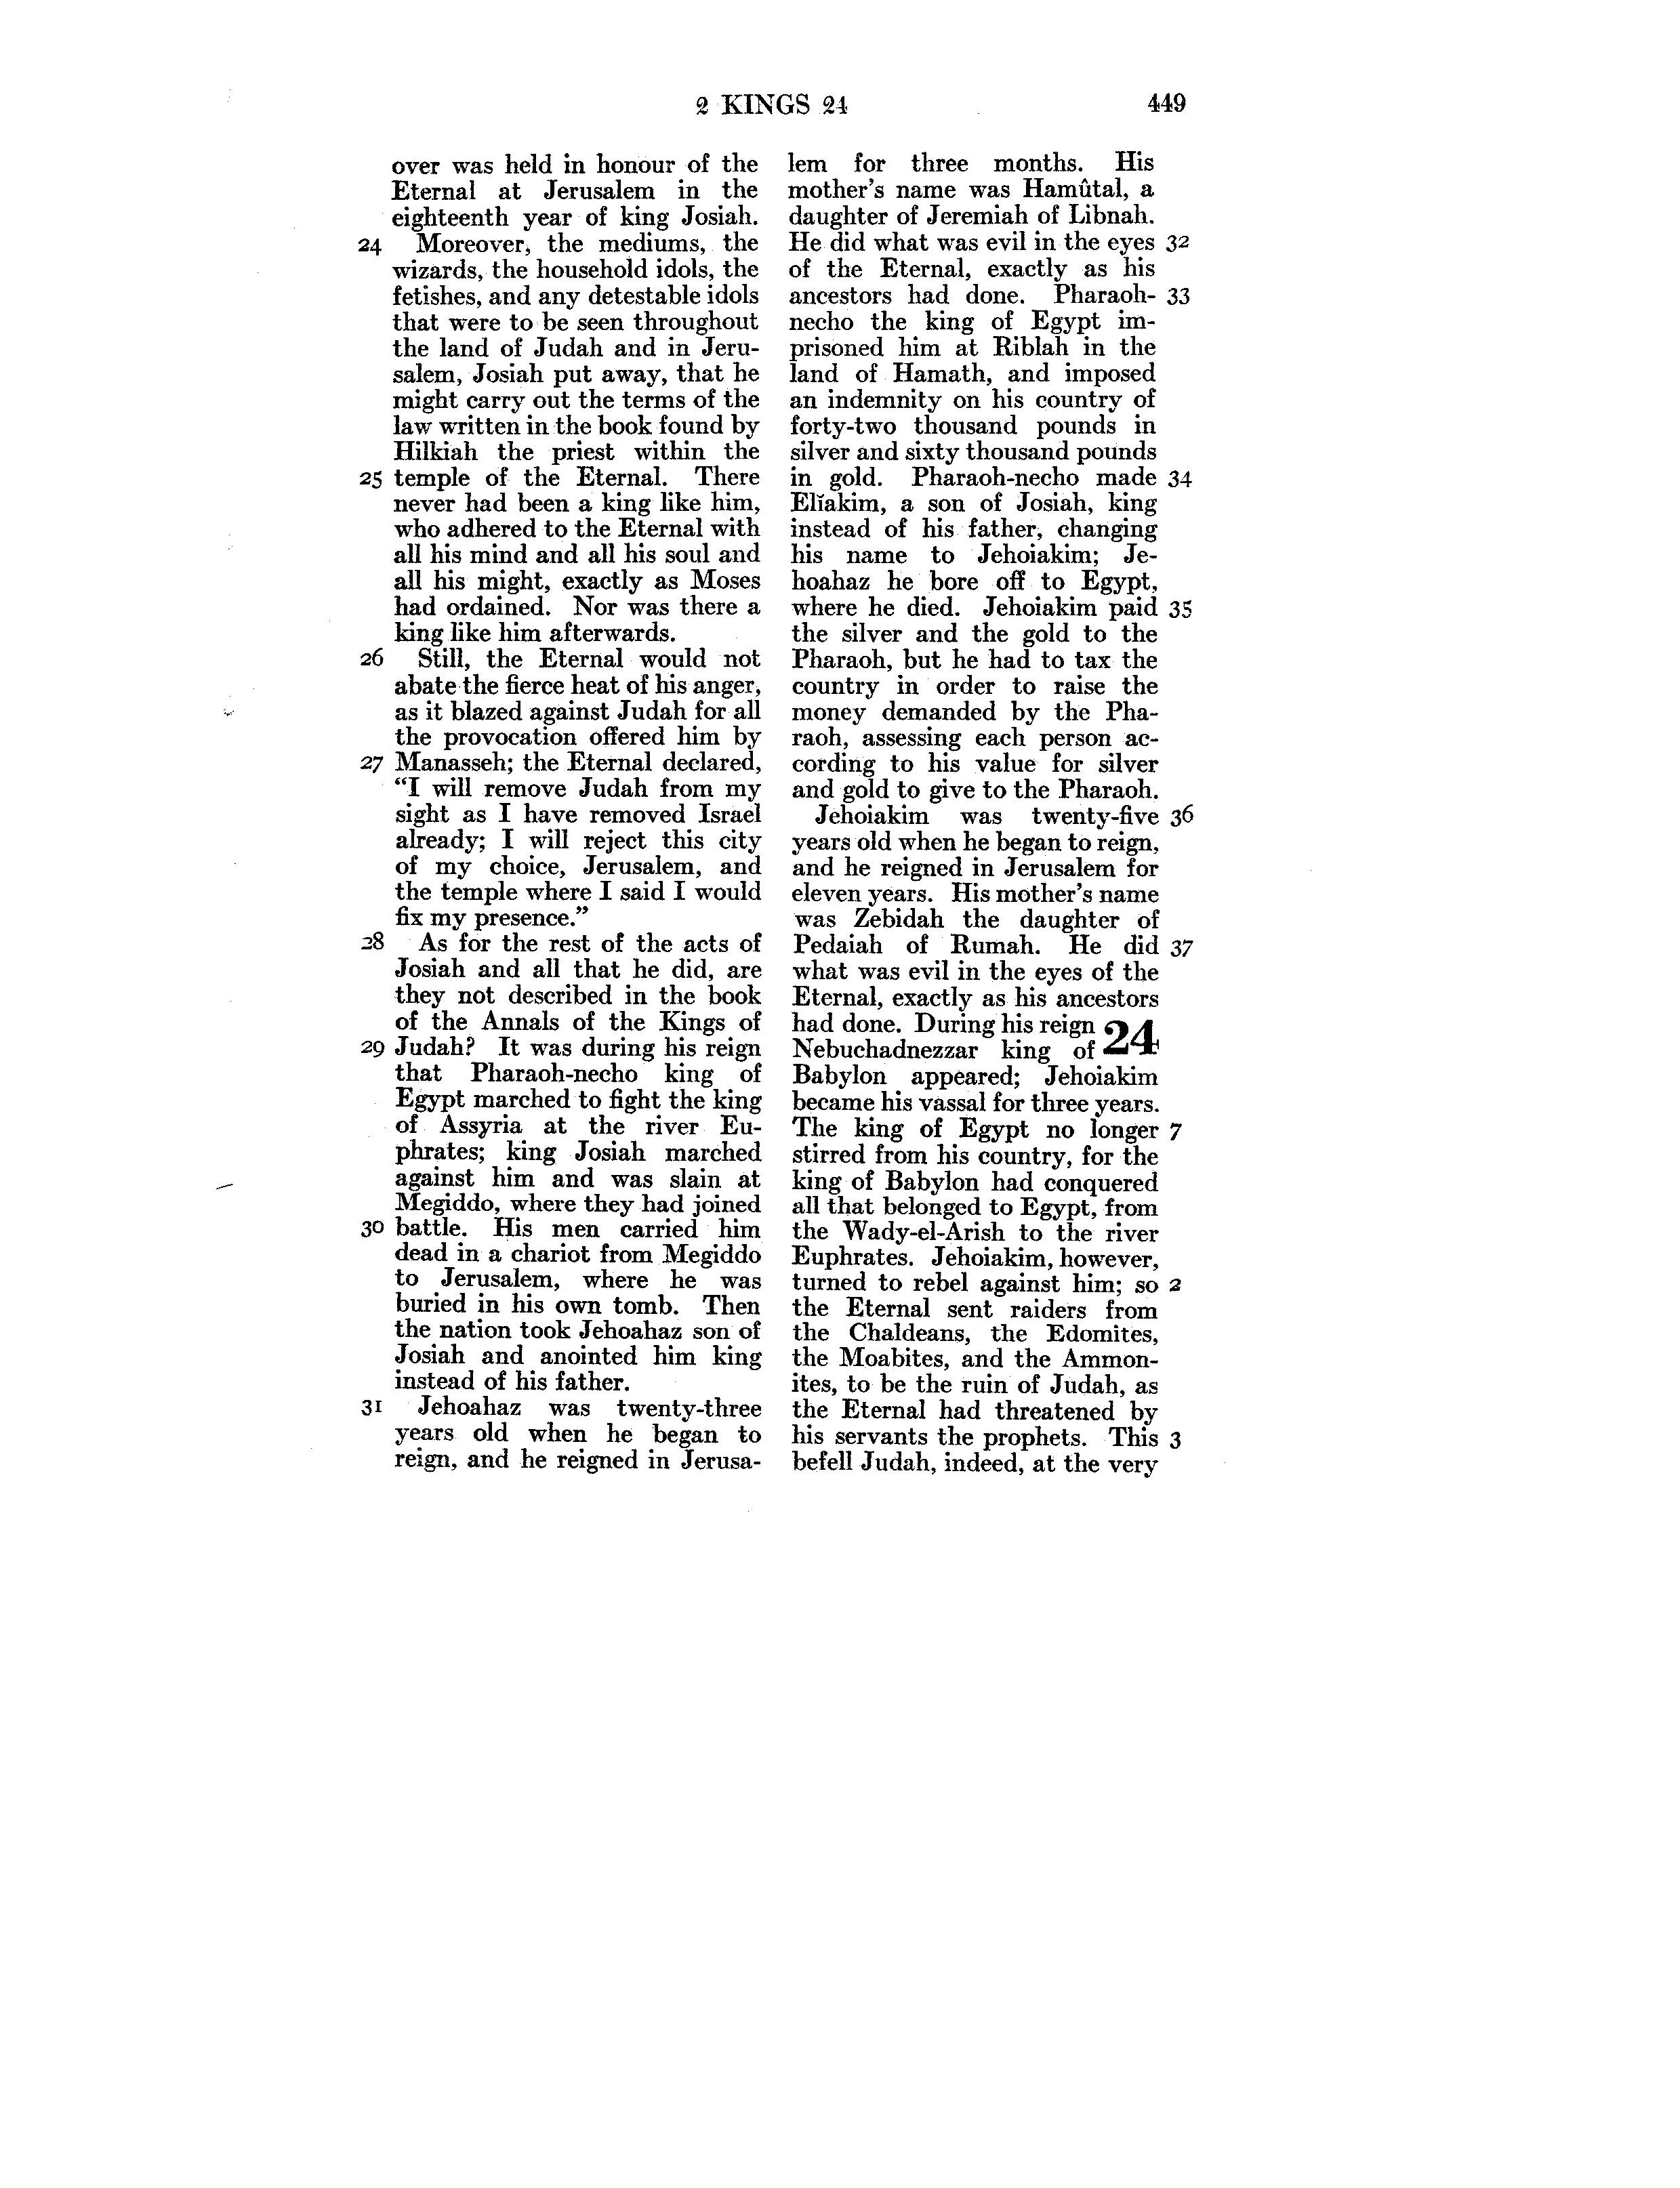 2 KINGS 24 449
over was held in honour of the
Eternal at Jerusalem in the
eighteenth year of king Josiah.
24 Moreover, the mediums, the
wizards, the household idols, the
fetishes, and any detestable idols
that were to be seen throughout
the land of Judah and in Jeru-
salem, Josiah put away, that he
might carry out the terms of the
law written in the book found by
Hilkiah the priest within the
25 temple of the Eternal. There
never had been a king like him,
who adhered to the Eternal with
all his mind and all his soul and
all his might, exactly as Moses
had ordained. Nor was there a
king like him afterwards.
26 Still, the Eternal would not
abate the fierce heat of his anger,
as it blazed against Judah for all
the provocation offered him by
27 Manasseh; the Eternal declared,
“I will remove Judah from my
sight as I have removed Israel
already; I will reject this city
of my choice, Jerusalem, and
the temple where I said I would
fix my presence.”
28 As for the rest of the acts of
Josiah and all that he did, are
they not described in the book
of the Annals of the Kings of
29 Judah? It was during his reign
that Pharaoh-necho king of
Egypt marched to fight the king
of Assyria at the river Eu-
phrates; king Josiah marched
against him and was slain at
Megiddo, where they had joined
30 battle. His men carried him
dead in a chariot from Megiddo
to Jerusalem, where he was
buried in his own tomb. Then
the nation took Jehoahaz son of
Josiah and anointed him king
instead of his father.
31 Jehoahaz was twenty-three
years old when he began to
reign, and he reigned in Jerusa-
lem for three months. His
mother’s name was Hamûtal, a
daughter of Jeremiah of Libnah.
He did what was evil in the eyes 32
of the Eternal, exactly as his
ancestors had done. Pharaoh- 33
necho the king of Egypt im-
prisoned him at Riblah in the
land of Hamath, and imposed
an indemnity on his country of
forty-two thousand pounds in
silver and sixty thousand pounds
in gold. Pharaoh-necho made 34
Elîakim, a son of Josiah, king
instead of his father, changing
his name to Jehoiakim; Je-
hoahaz he bore off to Egypt,
where he died. Jehoiakim paid 35
the silver and the gold to the
Pharaoh, but he had to tax the
country in order to raise the
money demanded by the Pha-
raoh, assessing each person ac-
cording to his value for silver
and gold to give to the Pharaoh.
Jehoiakim was twenty-five 36
years old when he began to reign,
and he reigned in Jerusalem for
eleven years. His mother’s name
was Zebidah the daughter of
Pedaiah of Rumah. He did 37
what was evil in the eyes of the
Eternal, exactly as his ancestors
had done. During his reign 24
Nebuchadnezzar king of
Babylon appeared; Jehoiakim
became his vassal for three years.
The king of Egypt no longer 7
stirred from his country, for the
king of Babylon had conquered
all that belonged to Egypt, from
the Wady-el-Arish to the river
Euphrates. Jehoiakim, however,
turned to rebel against him; so 2
the Eternal sent raiders from
the Chaldeans, the Edomites,
the Moabites, and the Ammon-
ites, to be the ruin of Judah, as
the Eternal had threatened by
his servants the prophets. This 3
befell Judah, indeed, at the very